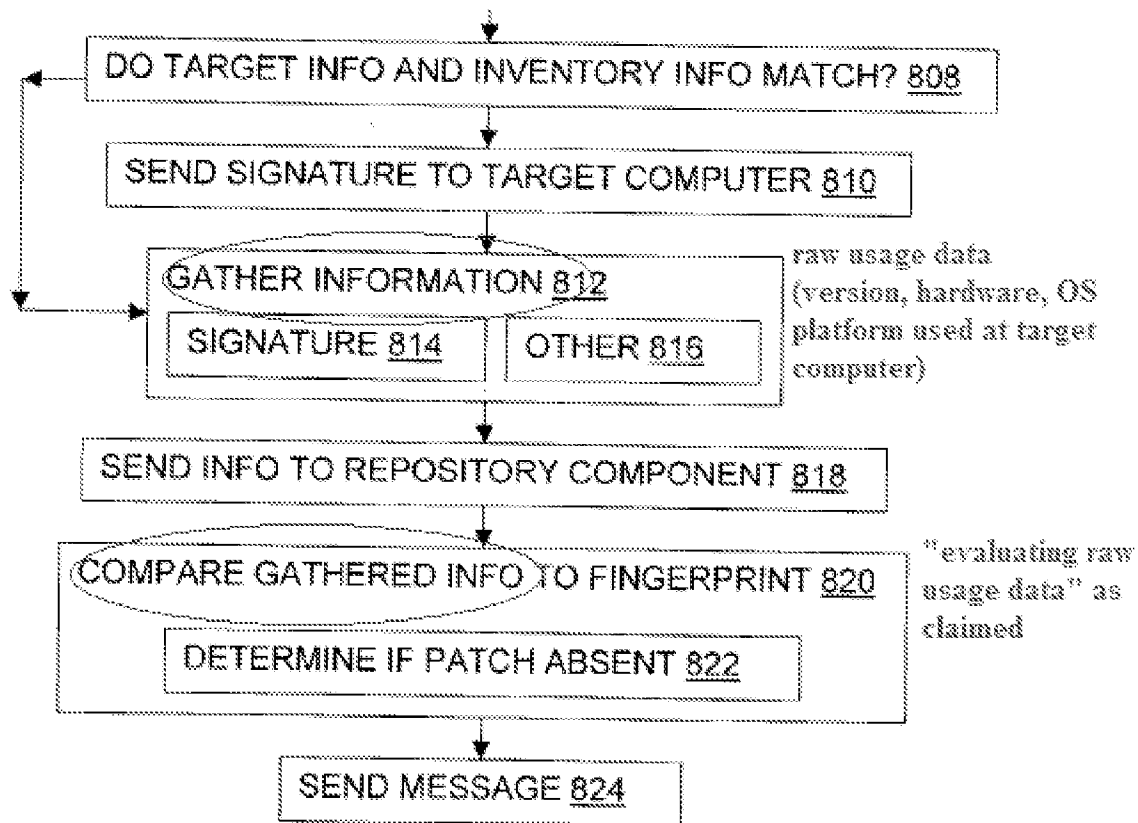 DO TARGET INFO AND INVENTORY INFO MATCH? 808
SEND SIGNATURE TO TARGET COMPUTER 810
GATHER INFORMATION 812
SIGNATURE 814
OTHER 816
raw usage data
(version, hardware, OS
platform used at target
computer)
SEND INFO TO REPOSITORY COMPONENT 818
COMPARE GATHERED INFO TO FINGERPRINT 820
DETERMINE IF PATCH ABSENT 822
"evaluating raw
usage data" as
claimed
SEND MESSAGE 824